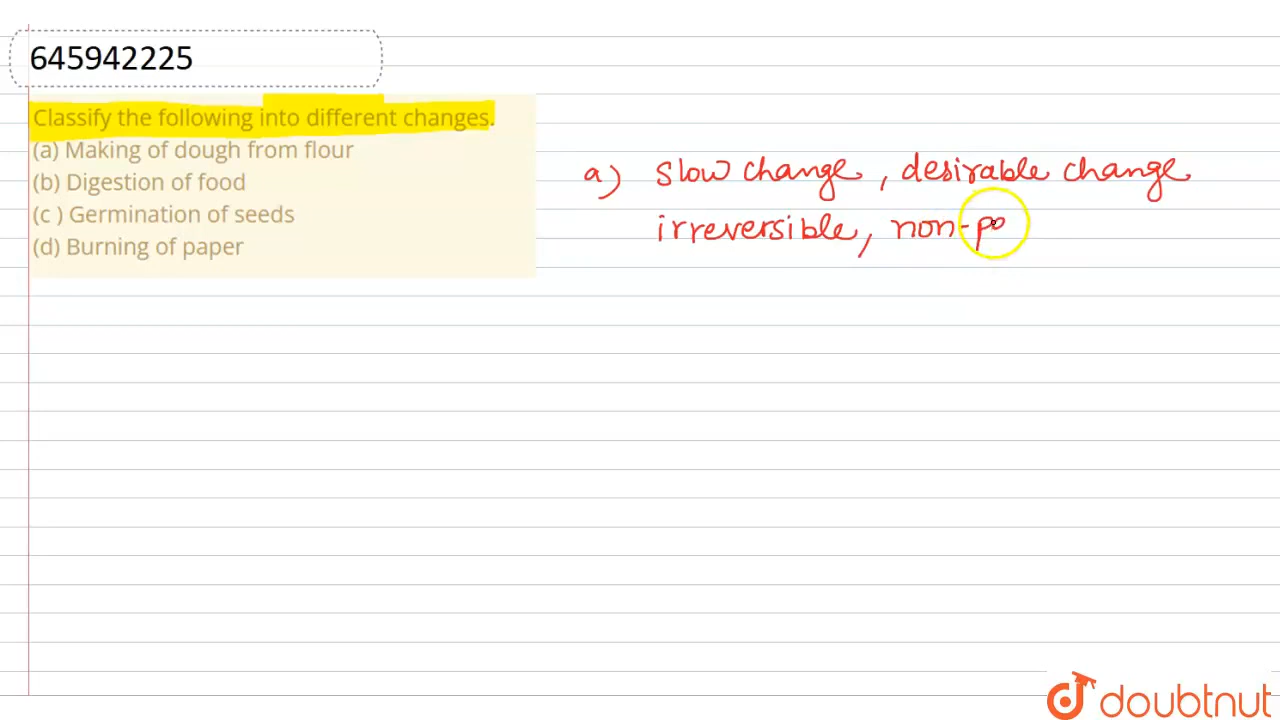 645942225
Classify the following into different changes.
(a) Making of dough from flour
(b) Digestion of food
(c ) Germination of seeds
(d) Burning of paper
a) slow change, desirable change
irreversible, non-po
doubtnut